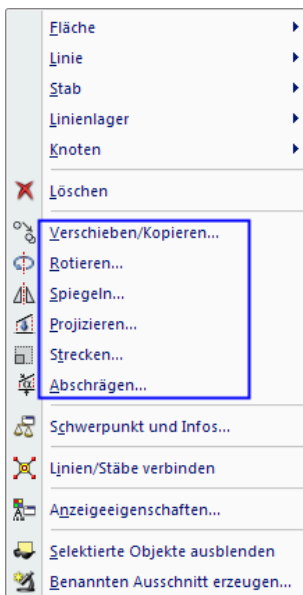 Fläche
Linie
Stab
Linienlager
Knoten
Löschen
Verschieben/Kopieren...
Rotieren...
Spiegeln...
Projizieren...
Strecken...
Abschrägen...
Schwerpunkt und Infos...
Linien/Stäbe verbinden
Anzeigeeigenschaften...
Selektierte Objekte ausblenden
Benannten Ausschnitt erzeugen...